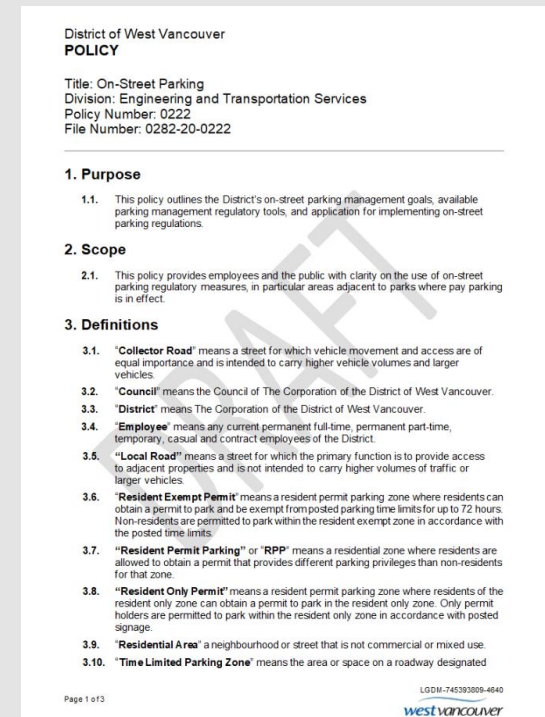 District of West Vancouver
POLICY
Title: On-Street Parking
Division: Engineering and Transportation Services
Policy Number: 0222
File Number: 0282-20-0222
1. Purpose
1.1. This policy outlines the District's on-street parking management goals, available
parking management regulatory tools, and application for implementing on-street
parking regulations.
2. Scope
2.1. This policy provides employees and the public with clarity on the use of on-street
parking regulatory measures, in particular areas adjacent to parks where pay parking
is in effect.
3. Definitions
3.1. "Collector Road" means a street for which vehicle movement and access are of
equal importance and is intended to carry higher vehicle volumes and larger
vehicles.
3.2. "Council" means the Council of The Corporation of the District of West Vancouver.
3.3. "District" means The Corporation of the District of West Vancouver.
3.4. "Employee" means any current permanent full-time, permanent part-time,
temporary, casual and contract employees of the District.
3.5. "Local Road" means a street for which the primary function is to provide access
to adjacent properties and is not intended to carry higher volumes of traffic or
larger vehicles.
3.6. "Resident Exempt Permit" means a resident permit parking zone where residents can
obtain a permit to park and be exempt from posted parking time limits for up to 72 hours.
Non-residents are permitted to park within the resident exempt zone in accordance with
the posted time limits.
3.7. "Resident Permit Parking" or "RPP" means a residential zone where residents are
allowed to obtain a permit that provides different parking privileges than non-residents
for that zone.
3.8. "Resident Only Permit" means a resident permit parking zone where residents of the
resident only zone can obtain a permit to park in the resident only zone. Only permit
holders are permitted to park within the resident only zone in accordance with posted
signage.
3.9. "Residential Area" a neighbourhood or street that is not commercial or mixed use.
3.10. "Time Limited Parking Zone" means the area or space on a roadway designated
DRAFT
Page 1 of 3
LGDM-745393809-4640
west vancouver